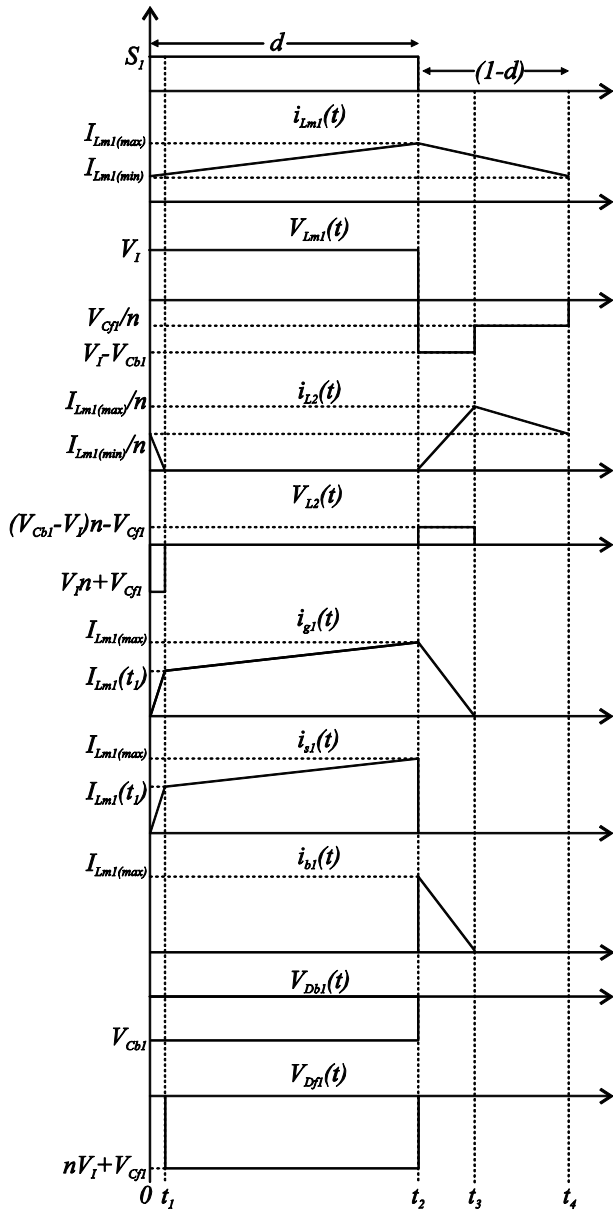 d
S1
(1-d)
iLm1(t)
ILm1(max)
ILm1(min)
VLm1(t)
VI
VCf1/n
VI-VCb1
iL2(t)
ILm1(max)/n
ILm1(min)/n
VL2(t)
(VCb1-VI)n-VCf1
VIn+VCf1
ig1(t)
ILm1(max)
ILm1(t1)
is1(t)
ILm1(max)
ILm1(t1)
ib1(t)
ILm1(max)
VDb1(t)
VCb1
VDf1(t)
nVI+VCf1
0 t1 t2 t3 t4